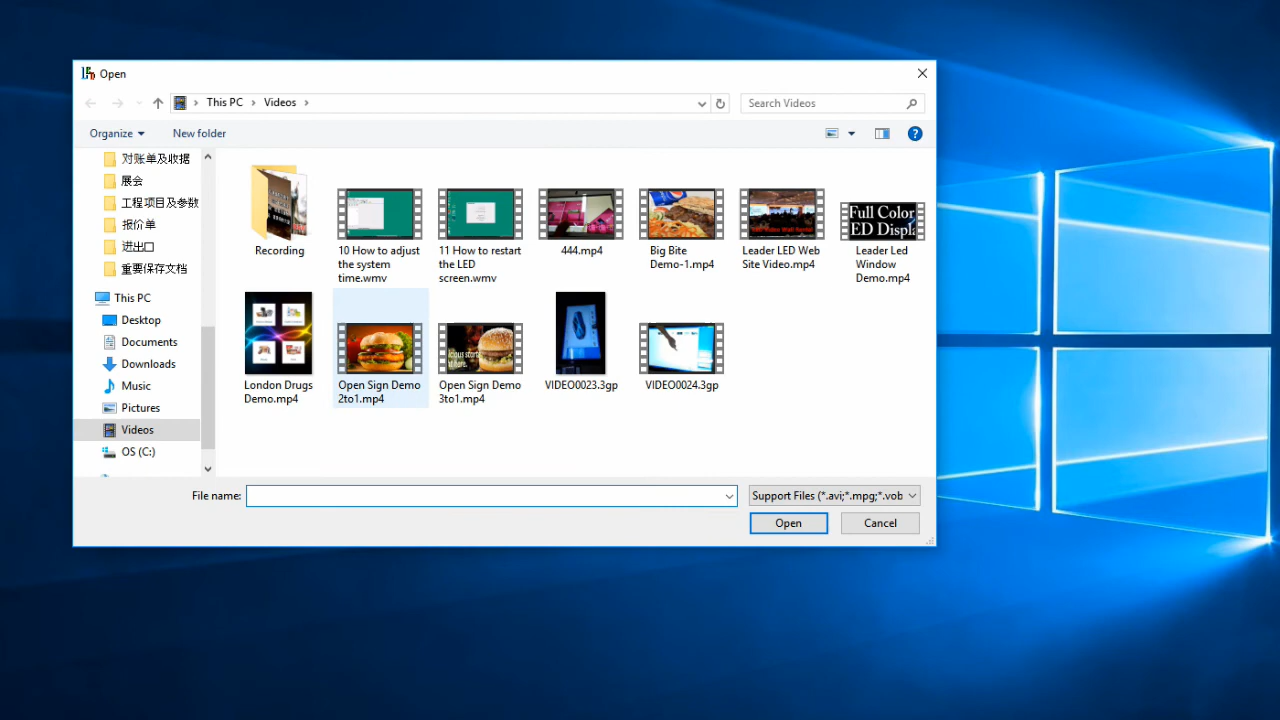 Open
This PC
Videos
Search Videos
Organize
New folder
对账单及收据
展会
工程项目及参数
报价单
进出口
重要保存文档
This PC
Desktop
Documents
Downloads
Music
Pictures
Videos
OS (C:)
Recording
10 How to adjust
the system
time.wmv
11 How to restart
the LED
screen.wmv
444.mp4
Big Bite
Demo-1.mp4
Leader LED Web
Site Video.mp4
Full Color
ED Displ
Leader Led
Window
Demo.mp4
London Drugs
Demo.mp4
Open Sign Demo
2to1.mp4
Open Sign Demo
3to1.mp4
VIDEO0023.3gp
VIDEO0024.3gp
File name:
Support Files (*.avi;*.mpg;*.vob
Open
Cancel